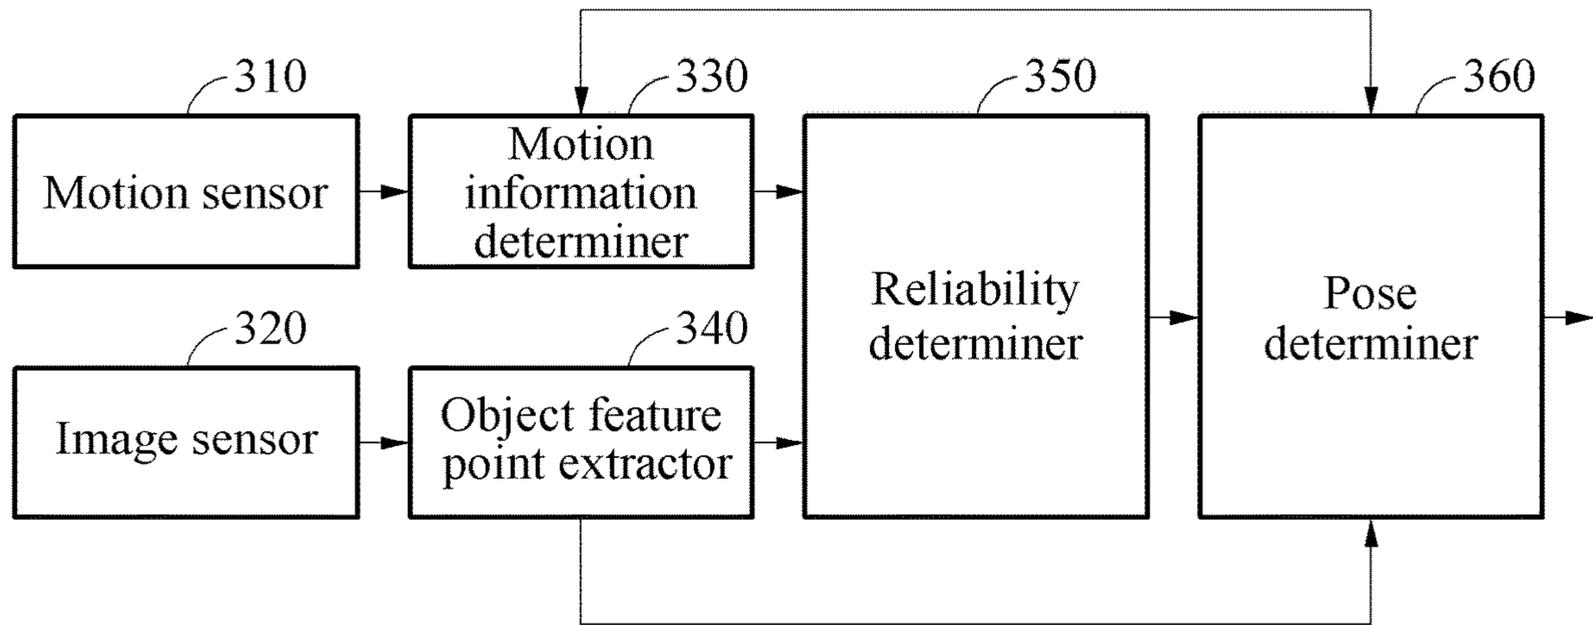 310
330
350
360
Motion sensor
Motion
information
determiner
Reliability
determiner
Pose
determiner
320
340
Image sensor
Object feature
point extractor